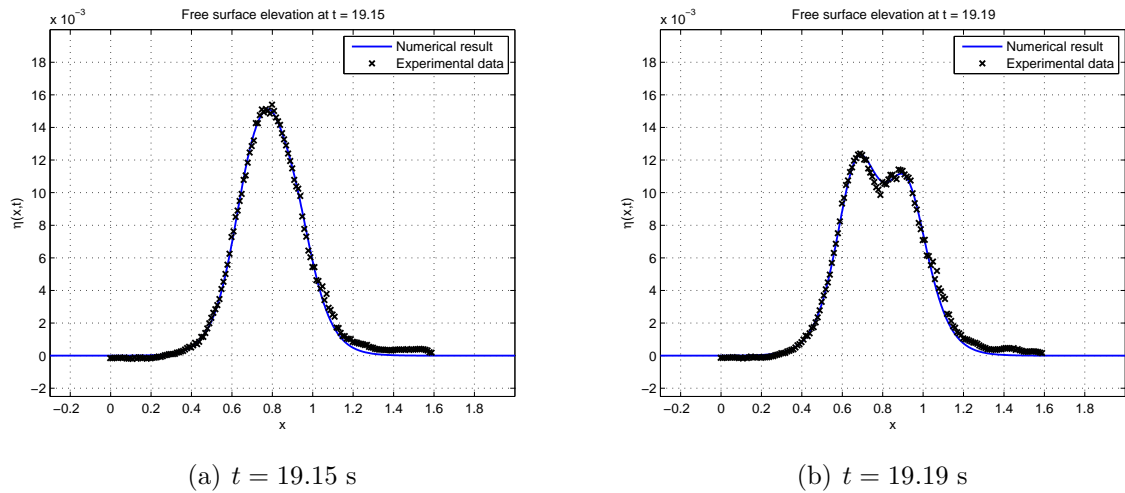 Free surface elevation at t = 19.15
x 10⁻³
18
16
14
12
10
8
6
4
2
0
−2
η(x,t)
Numerical result
Experimental data
−0.2 0 0.2 0.4 0.6 0.8 1 1.2 1.4 1.6 1.8
x
(a) t = 19.15 s
Free surface elevation at t = 19.19
x 10⁻³
18
16
14
12
10
8
6
4
2
0
−2
η(x,t)
Numerical result
Experimental data
−0.2 0 0.2 0.4 0.6 0.8 1 1.2 1.4 1.6 1.8
x
(b) t = 19.19 s